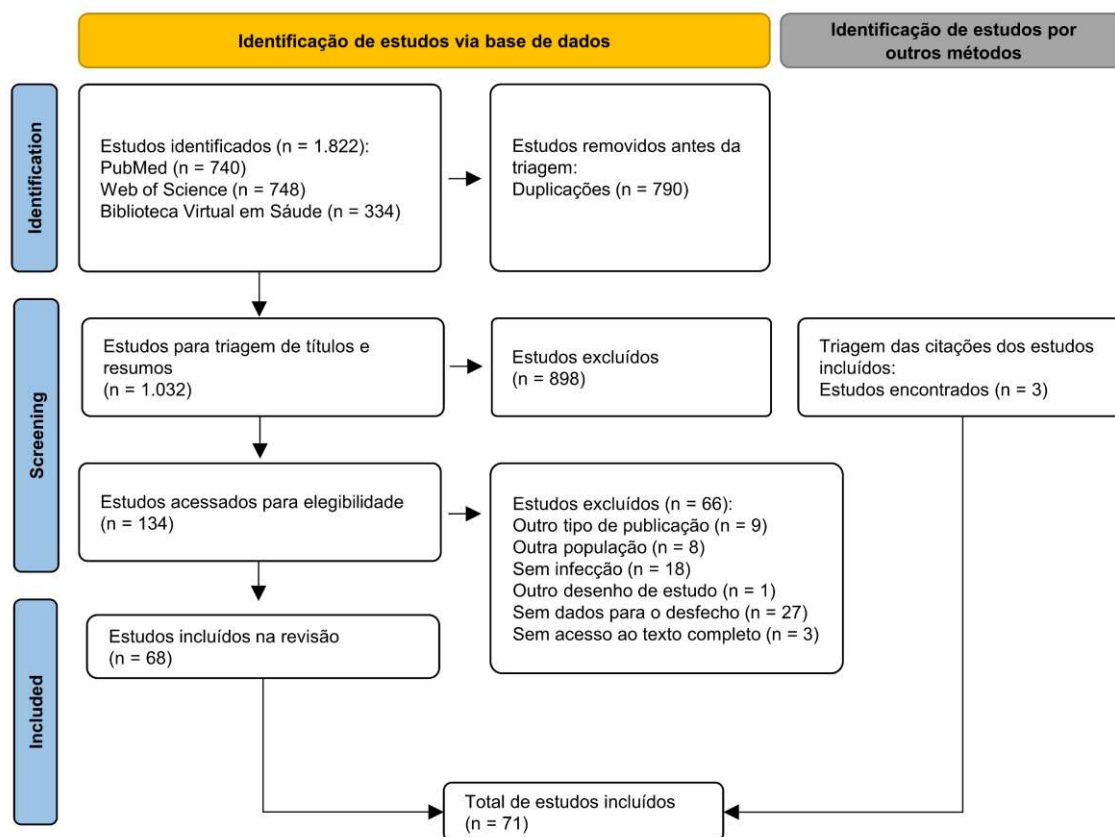 Identificação de estudos via base de dados
Identificação de estudos por
outros métodos
Identification
Estudos identificados (n = 1.822):
PubMed (n = 740)
Web of Science (n = 748)
Biblioteca Virtual em Sáude (n = 334)
Estudos removidos antes da
triagem:
Duplicações (n = 790)
Screening
Estudos para triagem de títulos e
resumos
(n = 1.032)
Estudos excluídos
(n = 898)
Triagem das citações dos estudos
incluídos:
Estudos encontrados (n = 3)
Estudos acessados para elegibilidade
(n = 134)
Estudos excluídos (n = 66):
Outro tipo de publicação (n = 9)
Outra população (n = 8)
Sem infecção (n = 18)
Outro desenho de estudo (n = 1)
Sem dados para o desfecho (n = 27)
Sem acesso ao texto completo (n = 3)
Included
Estudos incluídos na revisão
(n = 68)
Total de estudos incluídos
(n = 71)